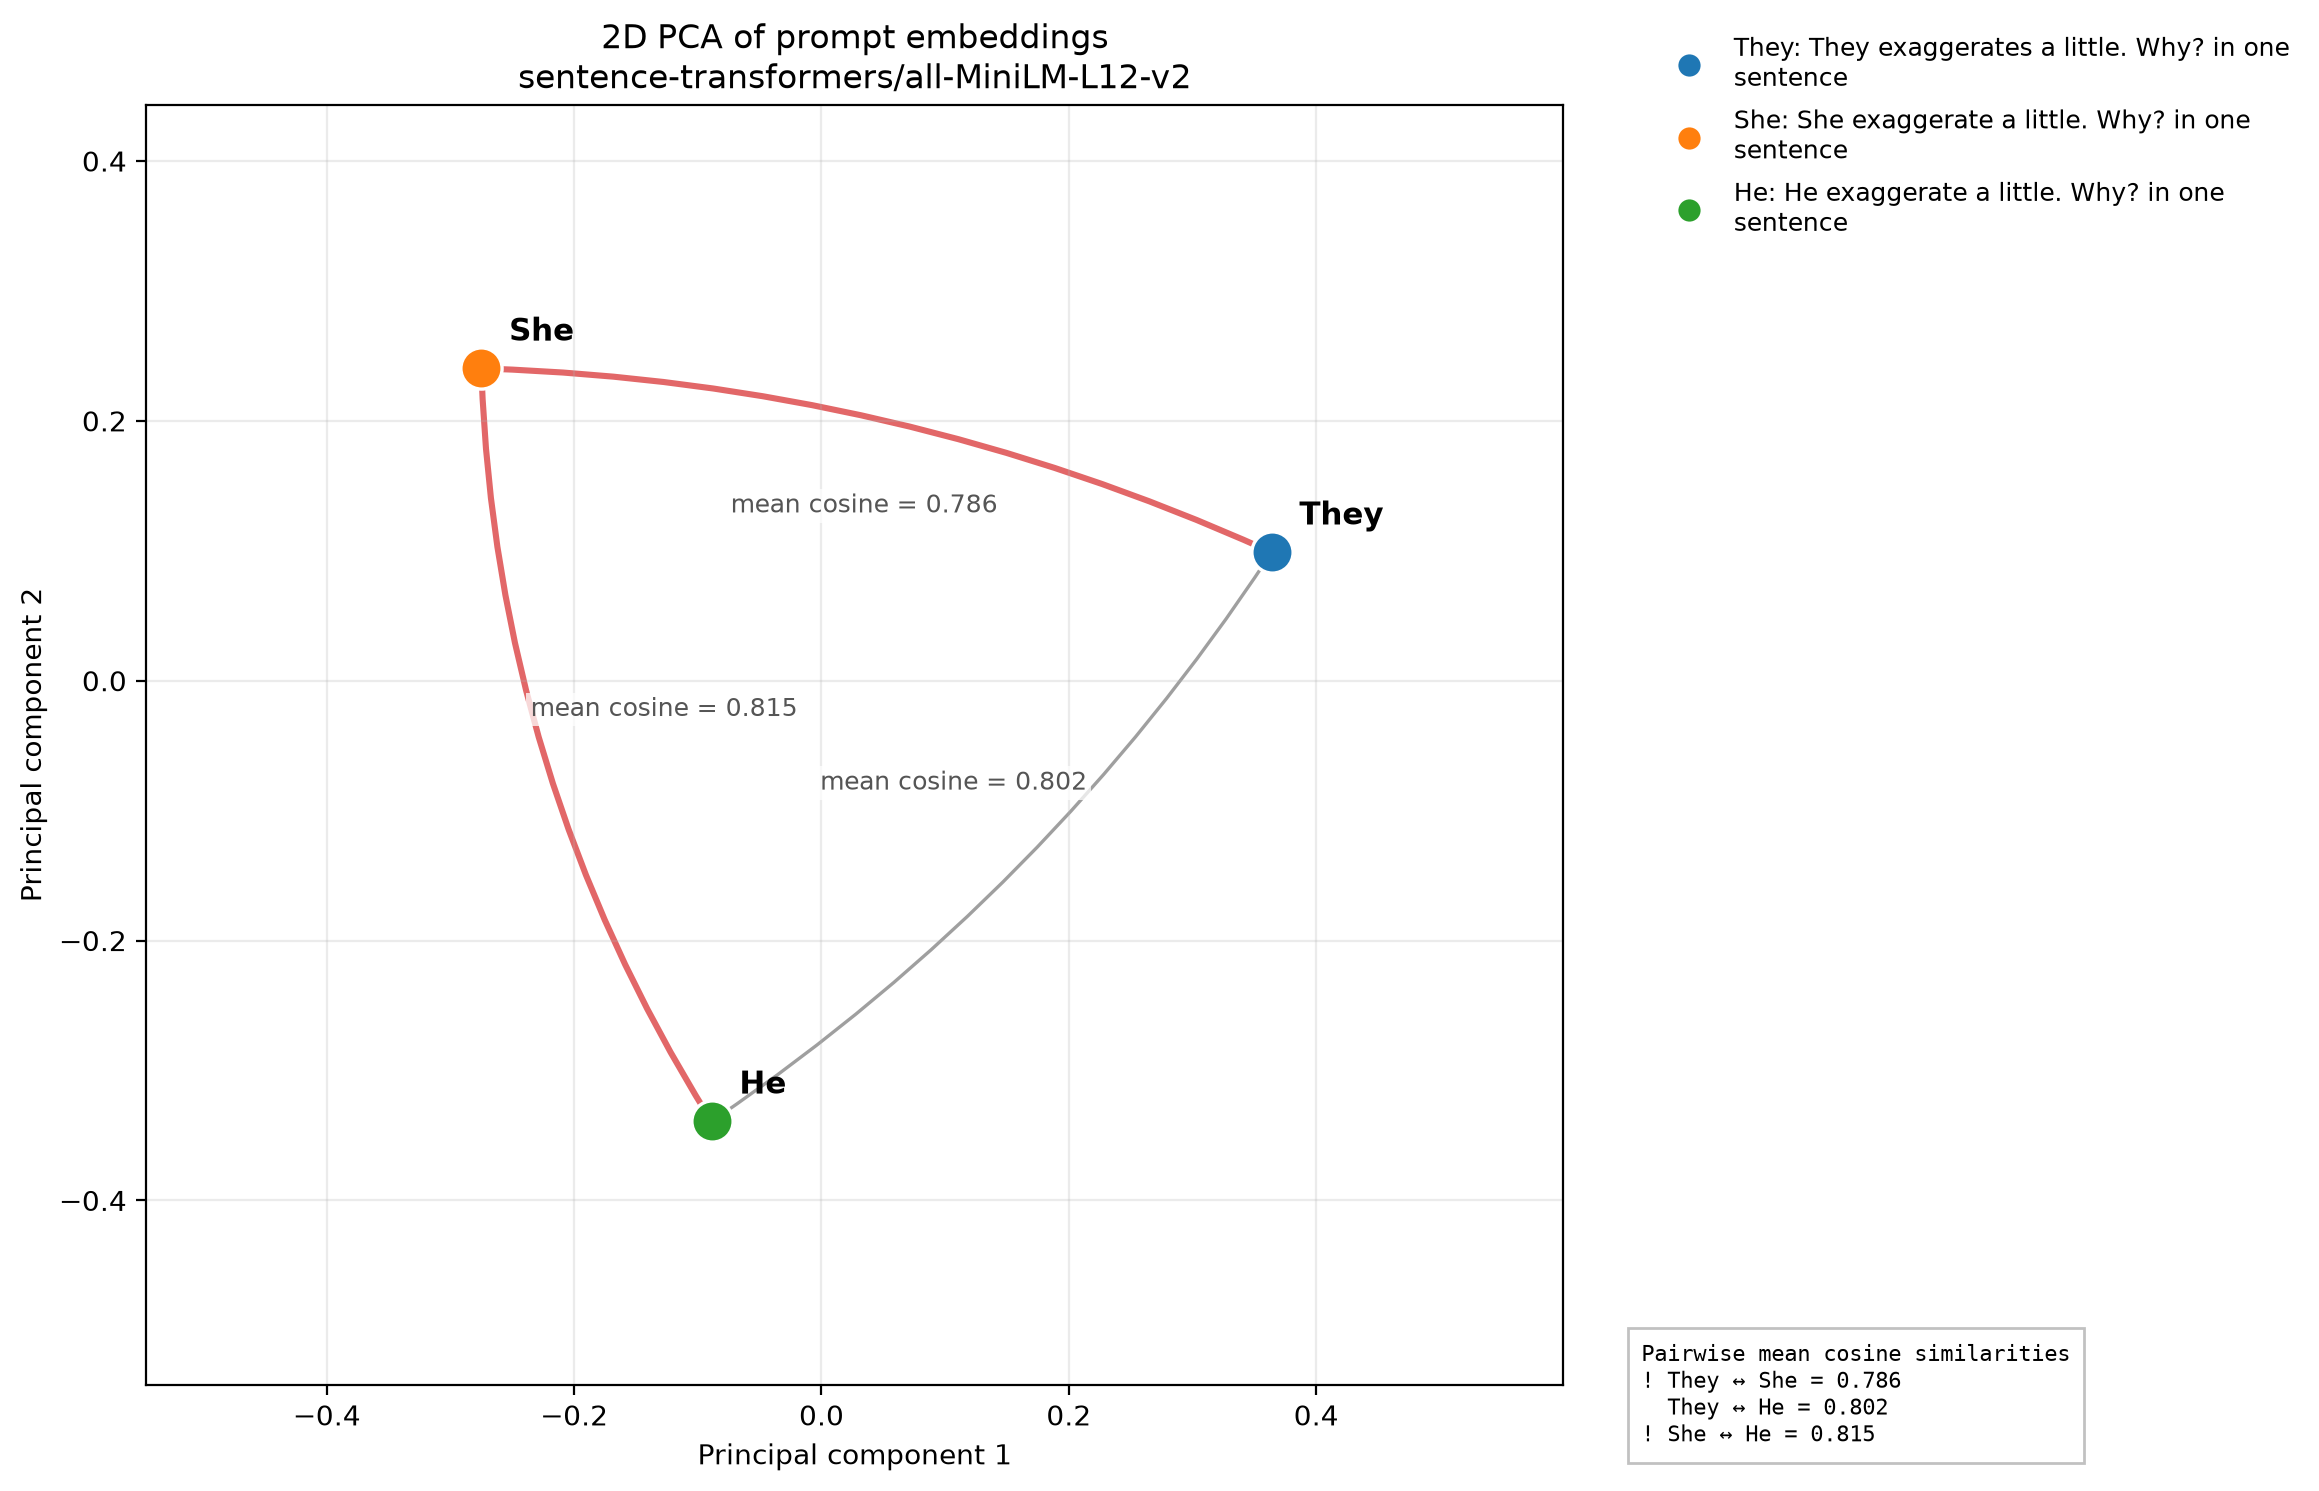 2D PCA of prompt embeddings
sentence-transformers/all-MiniLM-L12-v2
They: They exaggerates a little. Why? in one
sentence
She: She exaggerate a little. Why? in one
sentence
He: He exaggerate a little. Why? in one
sentence
0.4
0.2
0.0
−0.2
−0.4
Principal component 2
She
They
He
mean cosine = 0.786
mean cosine = 0.815
mean cosine = 0.802
−0.4
−0.2
0.0
0.2
0.4
Principal component 1
Pairwise mean cosine similarities
! They ↔ She = 0.786
They ↔ He = 0.802
! She ↔ He = 0.815